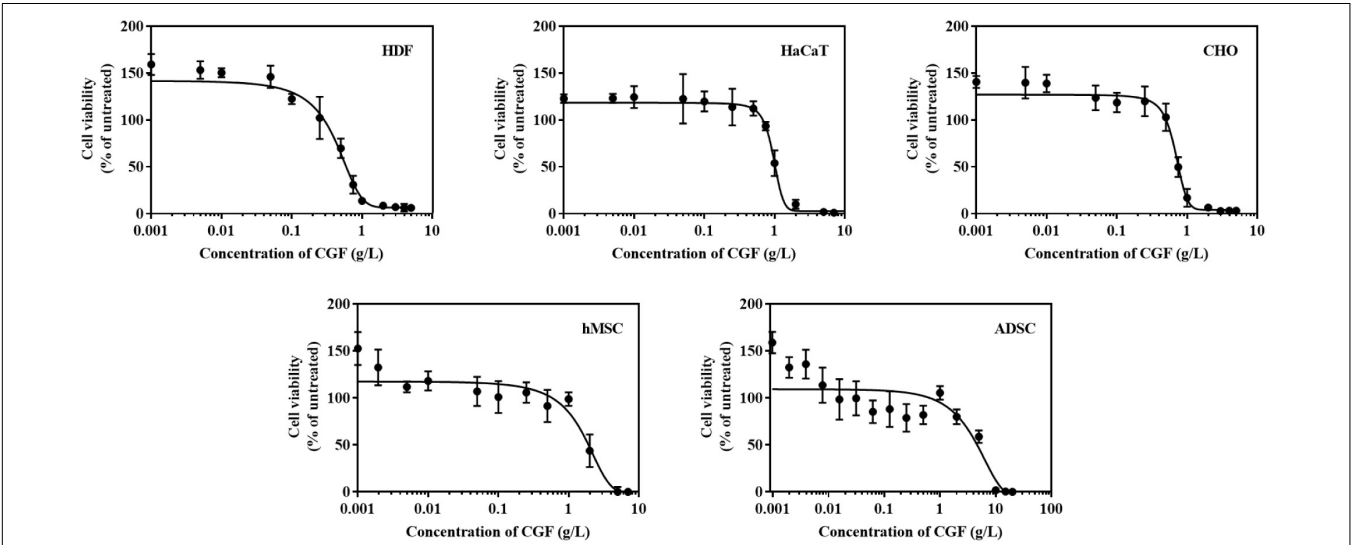 HDF
200
150
100
50
0
Cell viability
(% of untreated)
0.001 0.01 0.1 1 10
Concentration of CGF (g/L)
HaCaT
200
150
100
50
0
Cell viability
(% of untreated)
0.001 0.01 0.1 1 10
Concentration of CGF (g/L)
CHO
200
150
100
50
0
Cell viability
(% of untreated)
0.001 0.01 0.1 1 10
Concentration of CGF (g/L)
hMSC
200
150
100
50
0
Cell viability
(% of untreated)
0.001 0.01 0.1 1 10
Concentration of CGF (g/L)
ADSC
200
150
100
50
0
Cell viability
(% of untreated)
0.001 0.01 0.1 1 10 100
Concentration of CGF (g/L)